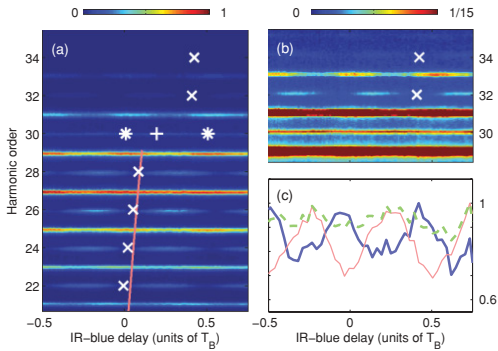 0 1 0 1/15
(a)
34
32
30
28
26
24
22
Harmonic order
-0.5 0 0.5
IR-blue delay (units of T_B)
(b)
34
32
30
(c)
1
0.6
-0.5 0 0.5
IR-blue delay (units of T_B)